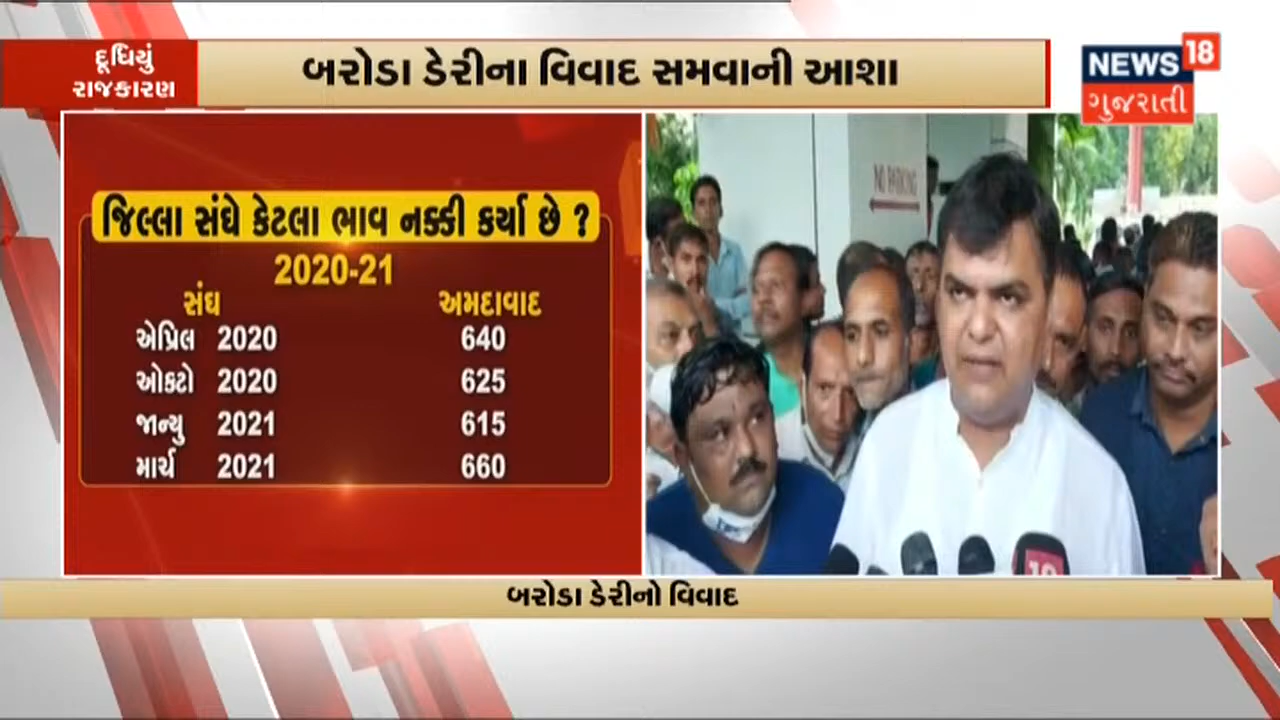 દૂધિયું
રાજકારણ
બરોડા ડેરીના વિવાદ સમવાની આશા
NEWS 18
ગુજરાતી
જિલ્લા સંઘે કેટલા ભાવ નક્કી કર્યા છે ?
2020-21
સંઘ અમદાવાદ
એપ્રિલ 2020 640
ઓક્ટો 2020 625
જાન્યુ 2021 615
માર્ચ 2021 660
NO PARKING
18
બરોડા ડેરીનો વિવાદ